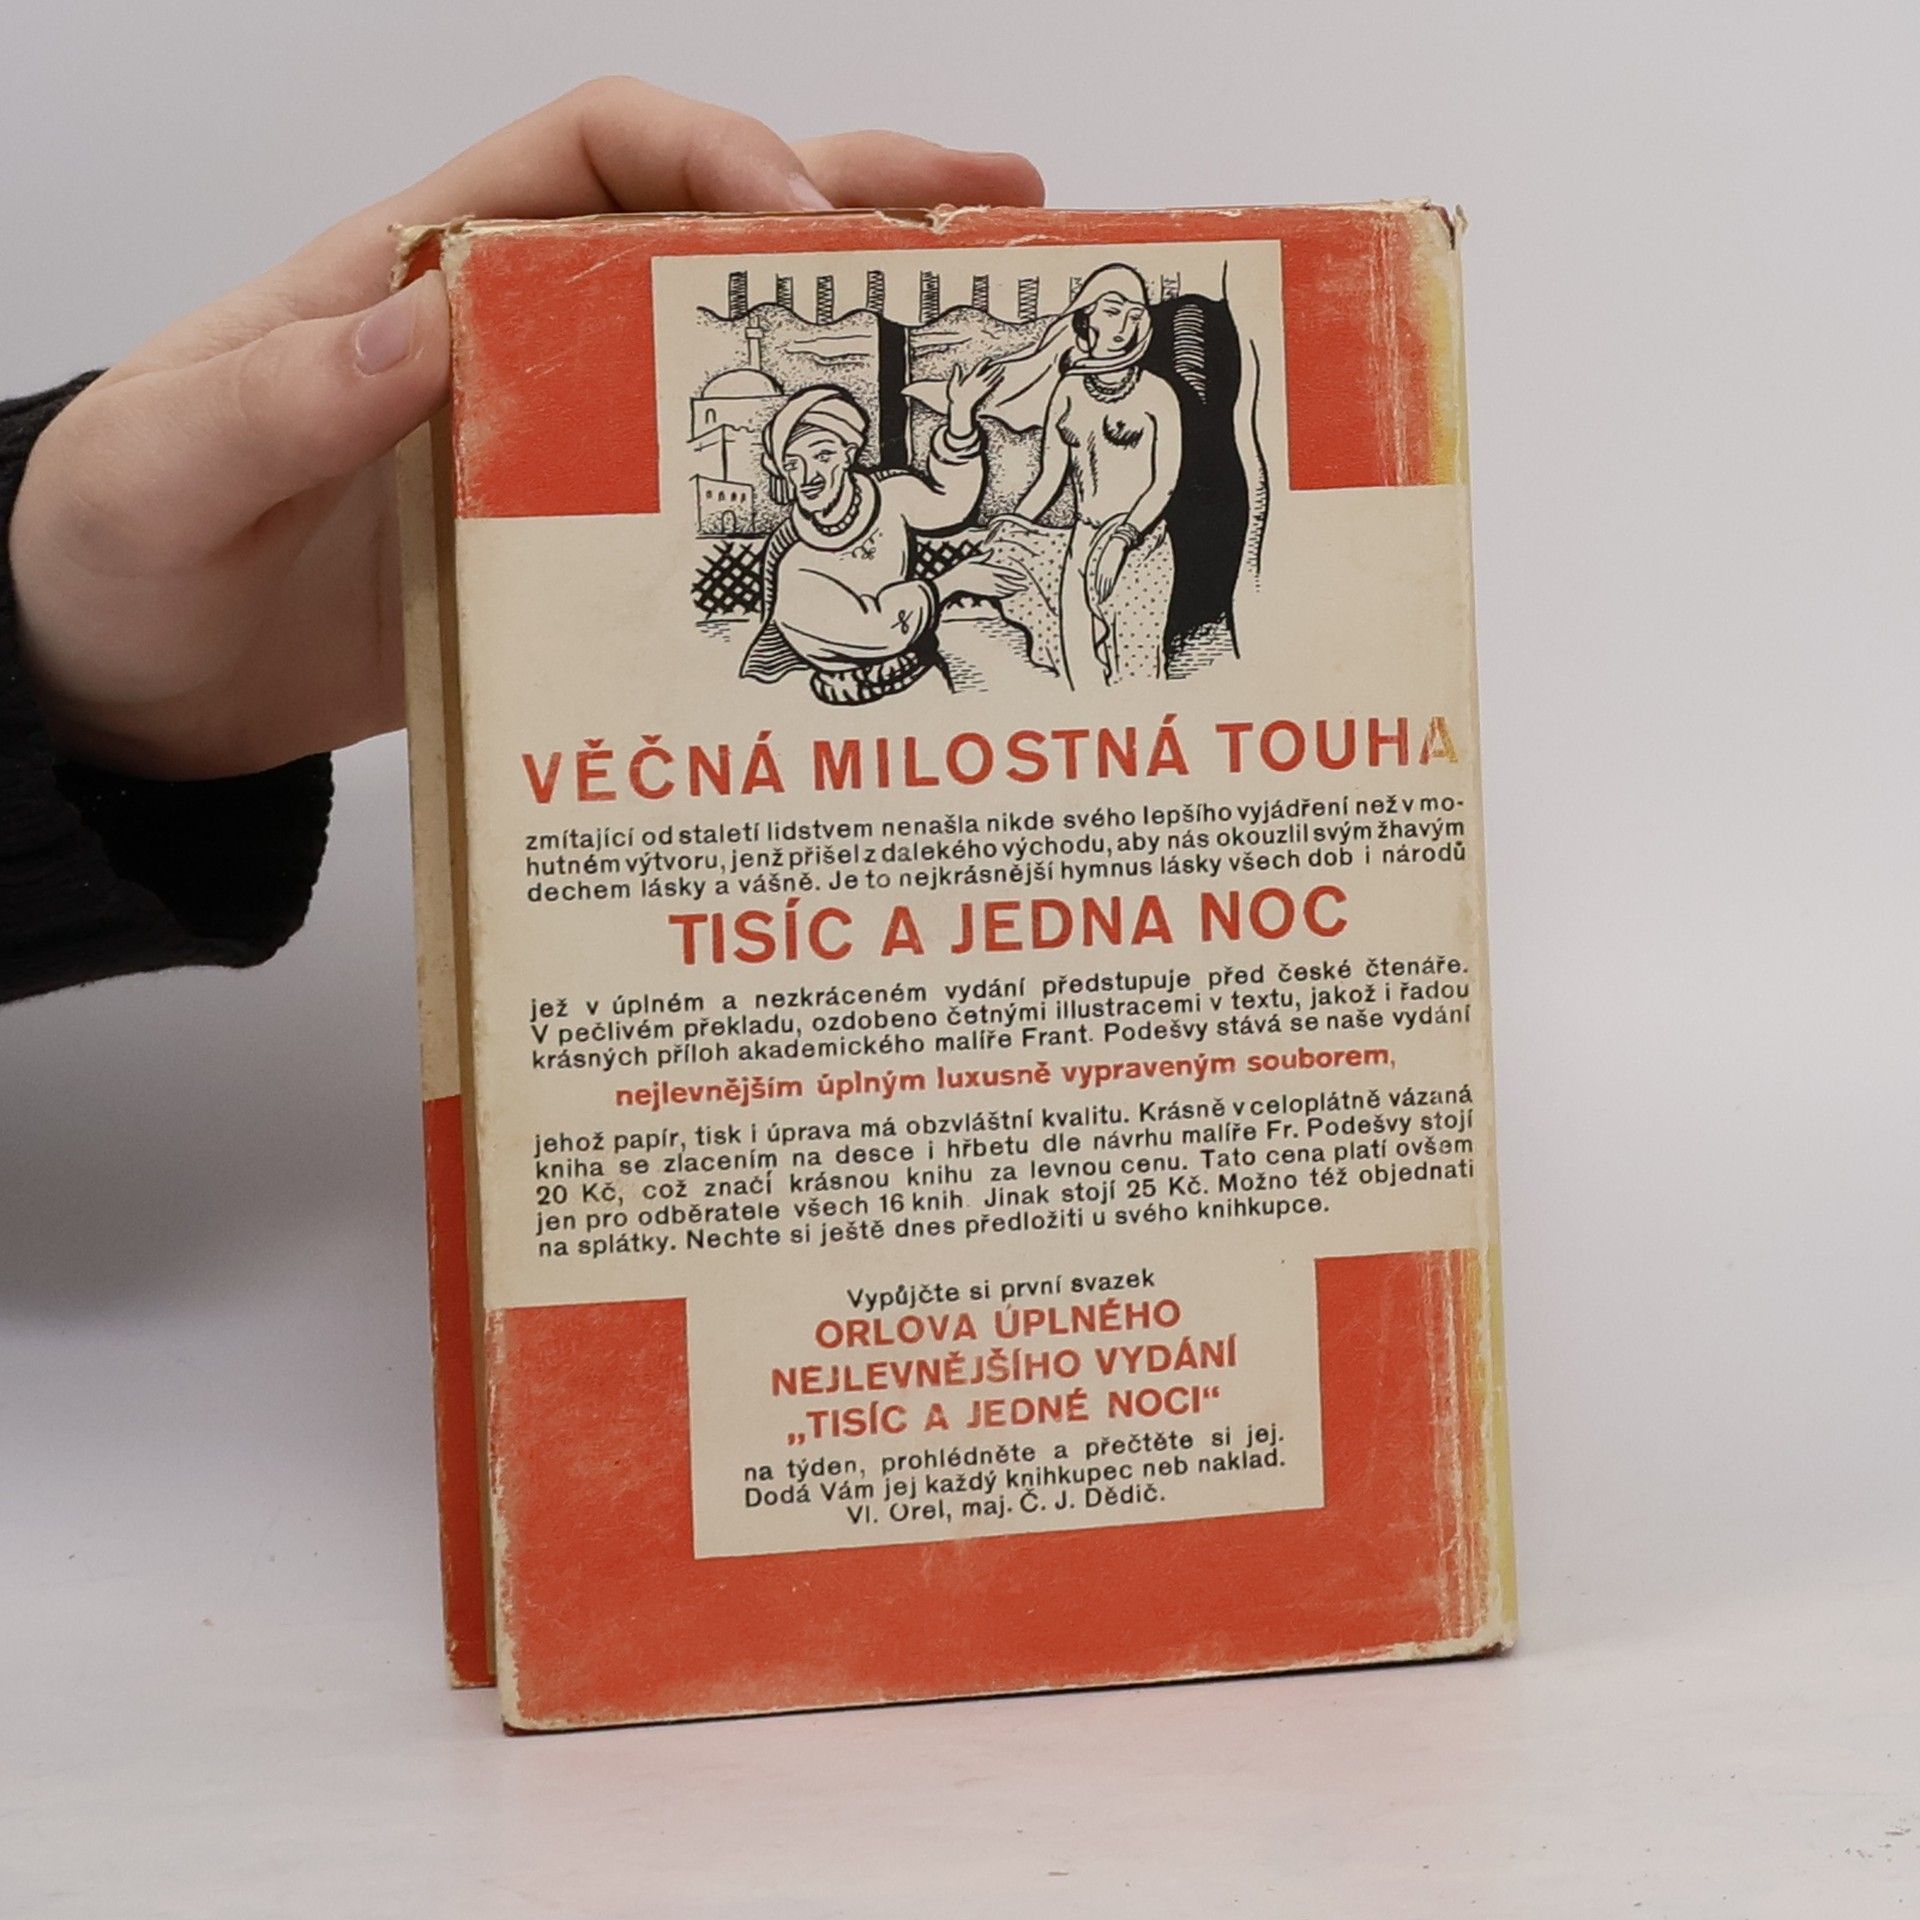 VĚČNÁ MILOSTNÁ TOUHA
zmítající od staletí lidstvem nenašla nikde svého lepšího vyjádření než v mo-
hutném výtvoru, jenž přišel z dalekého východu, aby nás okouzlil svým žhavým
dechem lásky a vášně. Je to nejkrásnější hymnus lásky všech dob i národů
TISÍC A JEDNA NOC
jež v úplném a nezkráceném vydání předstupuje před české čtenáře.
V pečlivém překladu, ozdobeno četnými illustracemi v textu, jakož i řadou
krásných příloh akademického malíře Frant. Podešvy stává se naše vydání
nejlevnějším úplným luxusně vypraveným souborem,
jehož papír, tisk i úprava má obzvláštní kvalitu. Krásně v celoplátně vázaná
kniha se zlacením na desce i hřbetu dle návrhu malíře Fr. Podešvy stojí
20 Kč, což značí krásnou knihu za levnou cenu. Tato cena platí ovšem
jen pro odběratele všech 16 knih. Jinak stojí 25 Kč. Možno též objednati
na splátky. Nechte si ještě dnes předložiti u svého knihkupce.
Vypůjčte si první svazek
ORLOVA ÚPLNÉHO
NEJLEVNĚJŠÍHO VYDÁNÍ
„TISÍC A JEDNÉ NOCI“
na týden, prohlédněte a přečtěte si jej.
Dodá Vám jej každý knihkupec neb naklad.
Vl. Orel, maj. Č. J. Dědič.